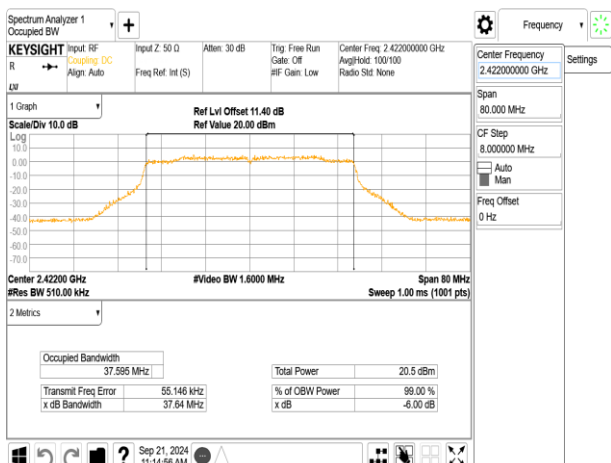 Spectrum Analyzer 1
Occupied BW
Frequency
KEYSIGHT
R
Input: RF
Coupling: DC
Align: Auto
Input Z: 50 Ω
Freq Ref: Int (S)
Atten: 30 dB
Trig: Free Run
Gate: Off
#IF Gain: Low
Center Freq: 2.422000000 GHz
Avg|Hold: 100/100
Radio Std: None
Center Frequency
2.422000000 GHz
Settings
Span
80.000 MHz
CF Step
8.000000 MHz
Auto
Man
Freq Offset
0 Hz
1 Graph
Scale/Div 10.0 dB
Ref Lvl Offset 11.40 dB
Ref Value 20.00 dBm
Log
10.0
0.00
-10.0
-20.0
-30.0
-40.0
-50.0
-60.0
-70.0
Center 2.42200 GHz
#Video BW 1.6000 MHz
Span 80 MHz
#Res BW 510.00 kHz
Sweep 1.00 ms (1001 pts)
2 Metrics
Occupied Bandwidth
37.595 MHz
Total Power 20.5 dBm
Transmit Freq Error 55.146 kHz
% of OBW Power 99.00 %
x dB Bandwidth 37.64 MHz
x dB -6.00 dB
?
Sep 21, 2024
11:14:56 AM